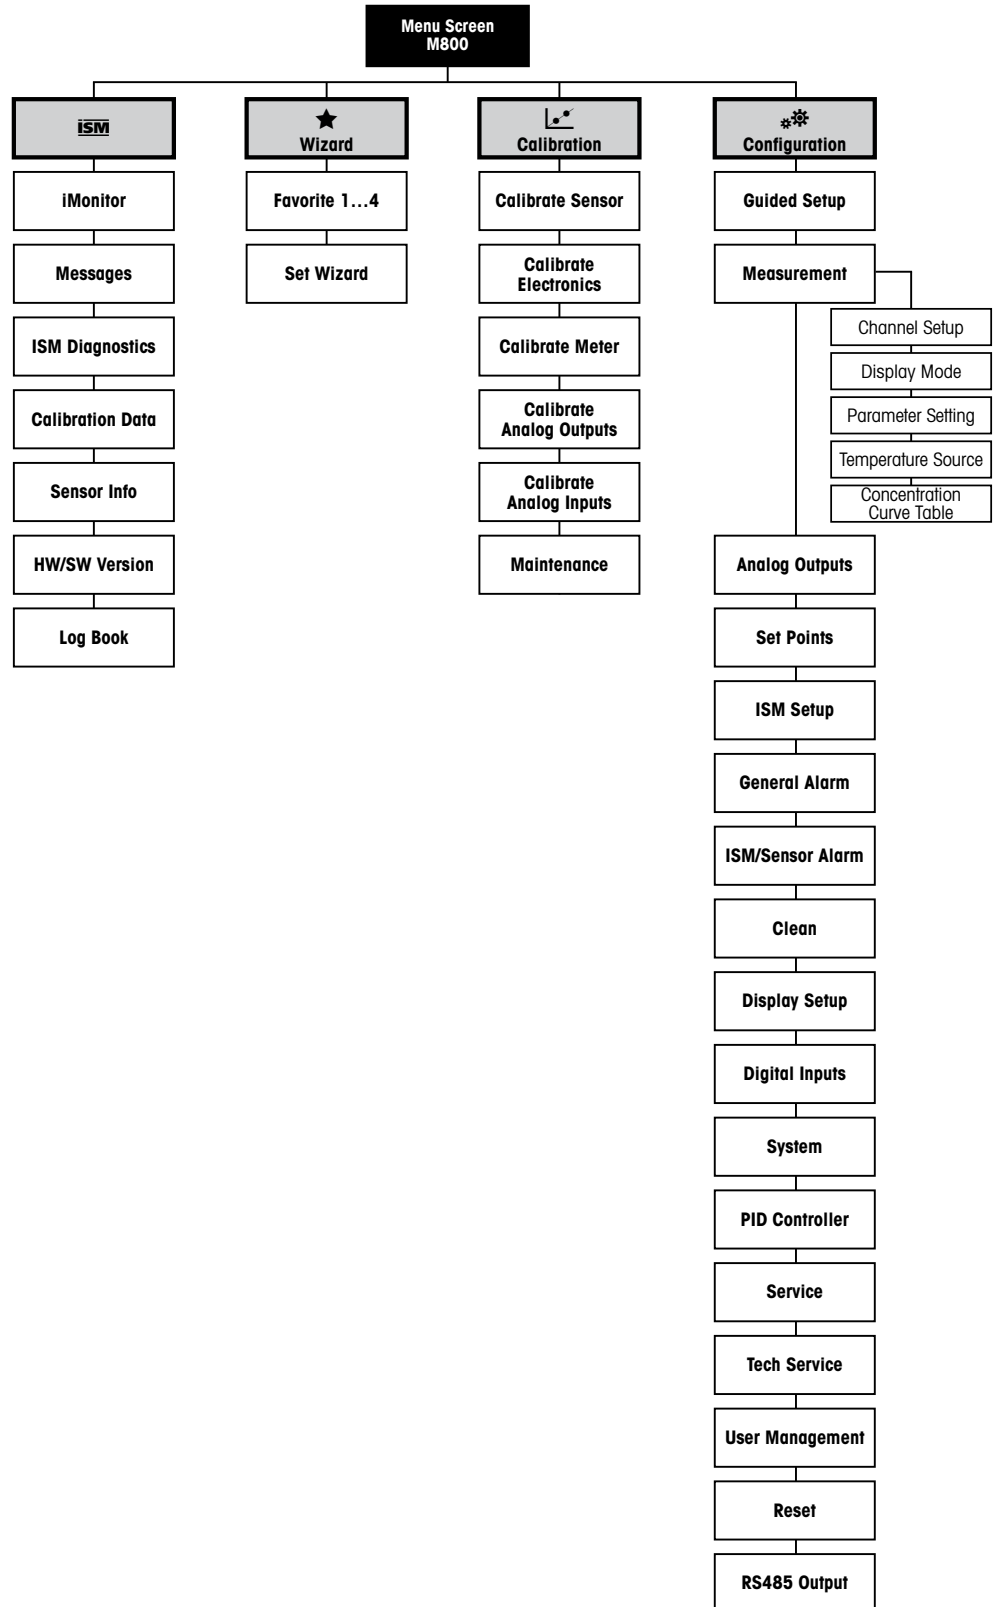 Menu Screen
M800
ISM
iMonitor
Messages
ISM Diagnostics
Calibration Data
Sensor Info
HW/SW Version
Log Book
Wizard
Favorite 1...4
Set Wizard
Calibration
Calibrate Sensor
Calibrate
Electronics
Calibrate Meter
Calibrate
Analog Outputs
Calibrate
Analog Inputs
Maintenance
Configuration
Guided Setup
Measurement
Channel Setup
Display Mode
Parameter Setting
Temperature Source
Concentration
Curve Table
Analog Outputs
Set Points
ISM Setup
General Alarm
ISM/Sensor Alarm
Clean
Display Setup
Digital Inputs
System
PID Controller
Service
Tech Service
User Management
Reset
RS485 Output